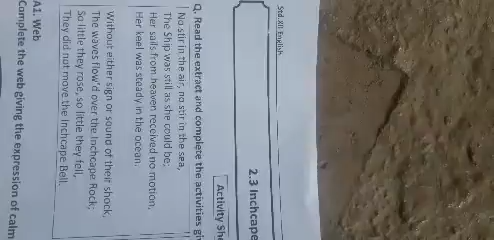 Std.XII English
2.3 Inchcape
Activity Sh
Q. Read the extract and complete the activities gi
No stir in the air, no stir in the sea,
The Ship was still as she could be;
Her sails from heaven received no motion,
Her keel was steady in the ocean.
Without either sign or sound of their shock,
The waves flow'd over the Inchcape Rock;
So little they rose, so little they fell,
They did not move the Inchcape Bell.
A1. Web
Complete the web giving the expression of calm